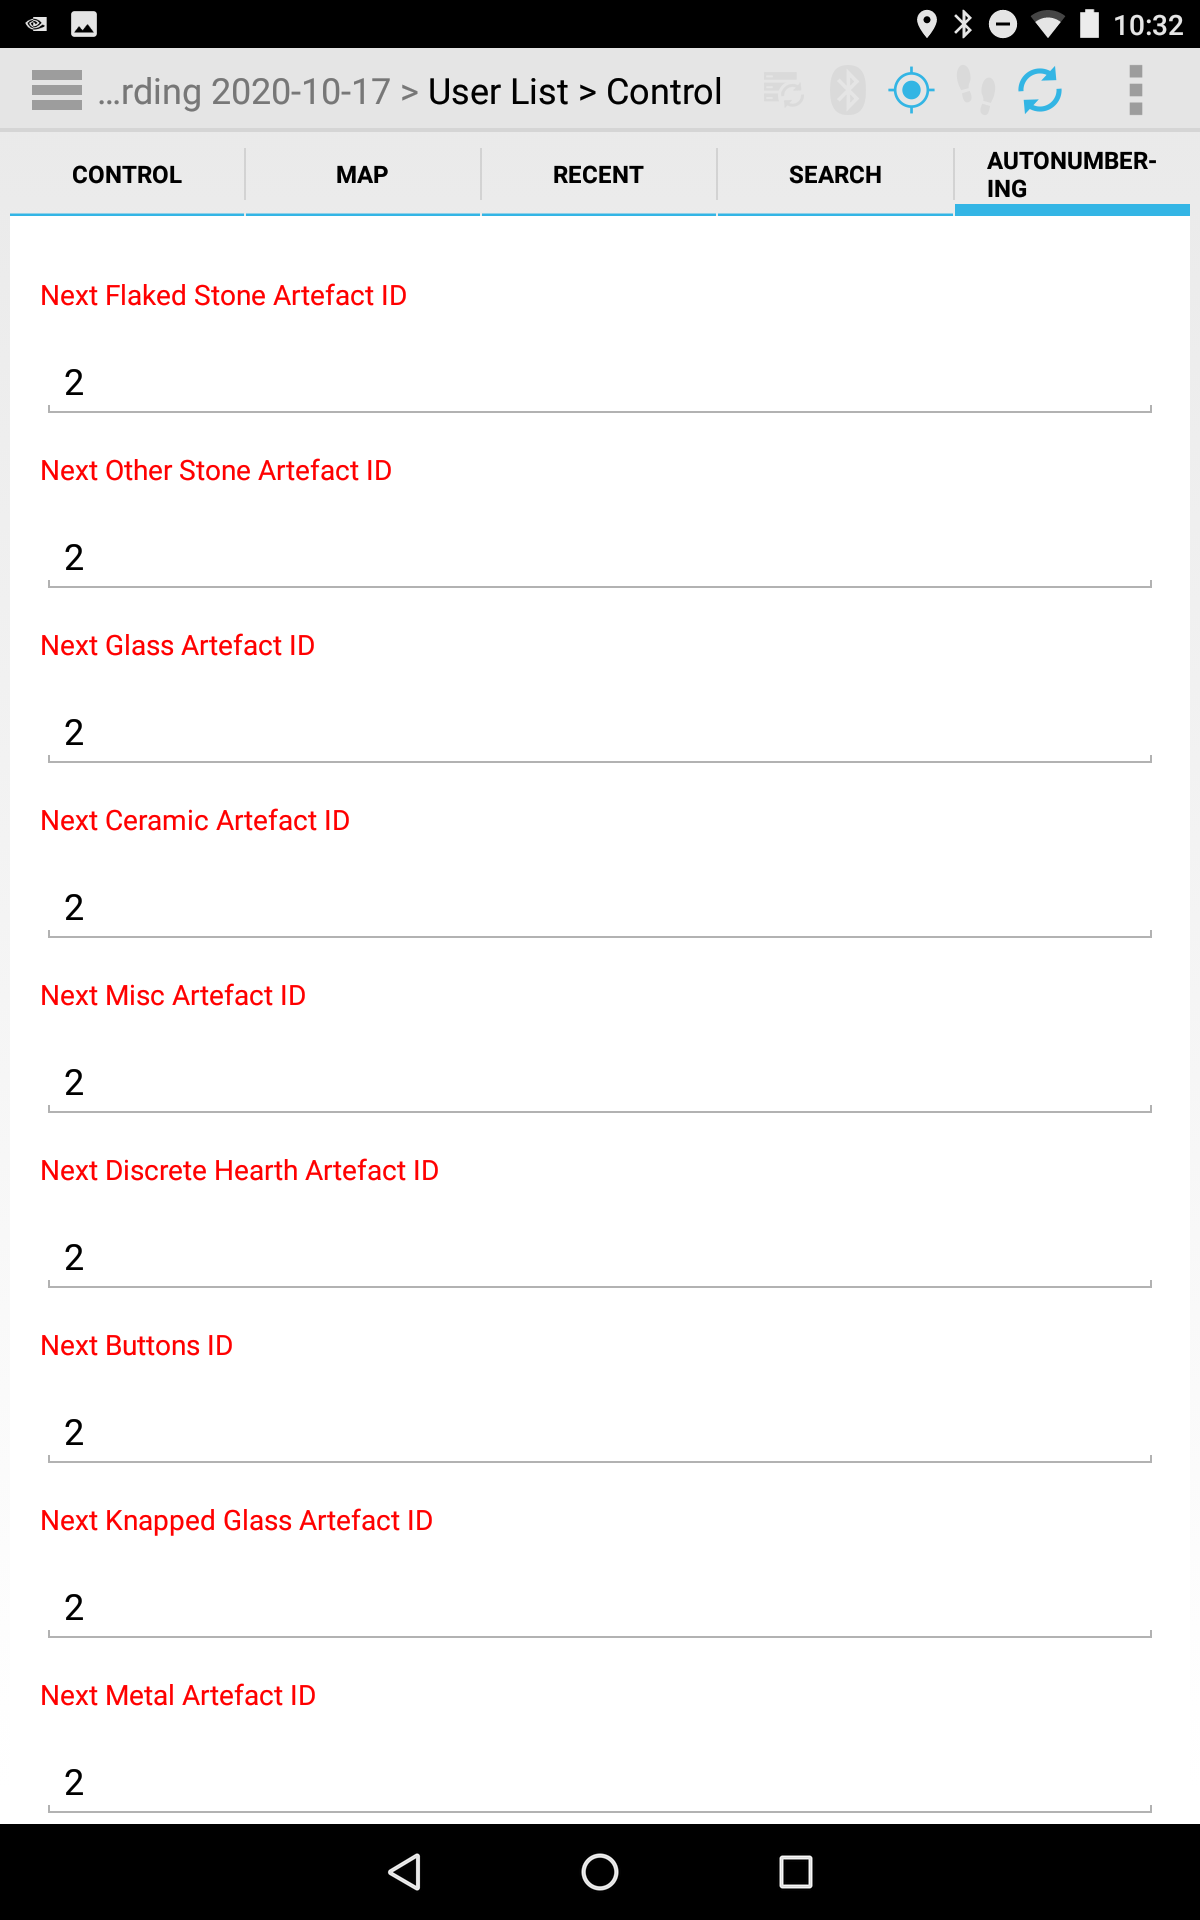 10:32
...rding 2020-10-17 > User List > Control
CONTROL
MAP
RECENT
SEARCH
AUTONUMBER-
ING
Next Flaked Stone Artefact ID
2
Next Other Stone Artefact ID
2
Next Glass Artefact ID
2
Next Ceramic Artefact ID
2
Next Misc Artefact ID
2
Next Discrete Hearth Artefact ID
2
Next Buttons ID
2
Next Knapped Glass Artefact ID
2
Next Metal Artefact ID
2